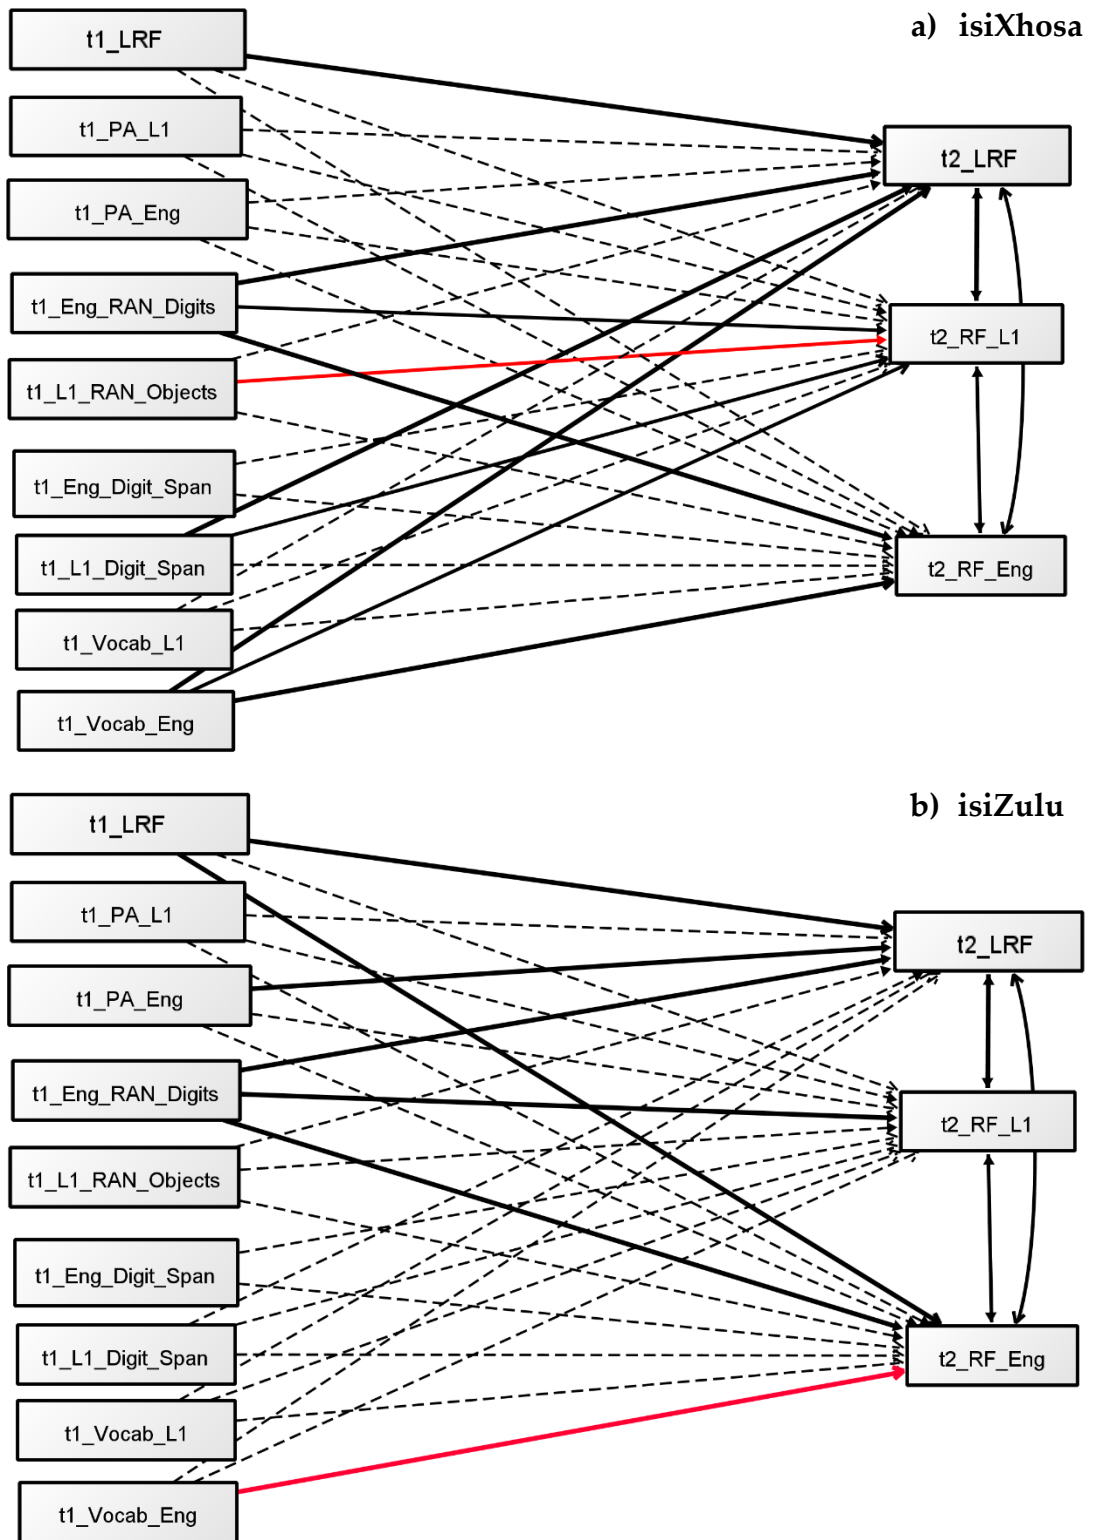 a) isiXhosa
t1_LRF
t1_PA_L1
t1_PA_Eng
t1_Eng_RAN_Digits
t1_L1_RAN_Objects
t1_Eng_Digit_Span
t1_L1_Digit_Span
t1_Vocab_L1
t1_Vocab_Eng
t2_LRF
t2_RF_L1
t2_RF_Eng
b) isiZulu
t1_LRF
t1_PA_L1
t1_PA_Eng
t1_Eng_RAN_Digits
t1_L1_RAN_Objects
t1_Eng_Digit_Span
t1_L1_Digit_Span
t1_Vocab_L1
t1_Vocab_Eng
t2_LRF
t2_RF_L1
t2_RF_Eng